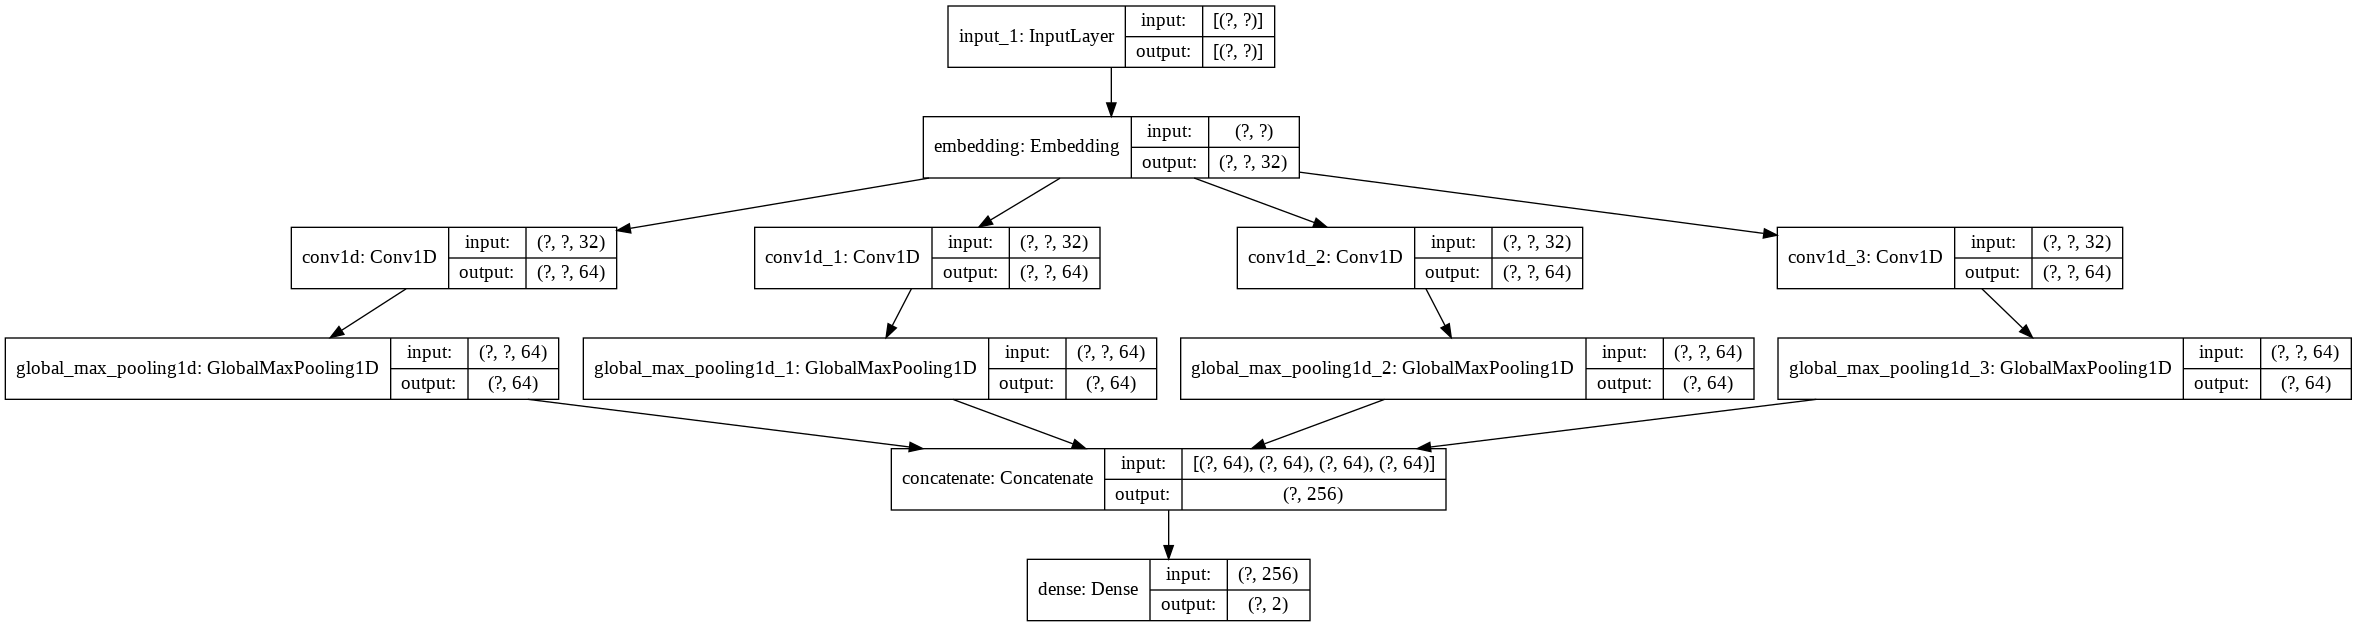 input_1: InputLayer
input: [(?, ?)]
output: [(?, ?)]
embedding: Embedding
input: (?, ?)
output: (?, ?, 32)
conv1d: Conv1D
input: (?, ?, 32)
output: (?, ?, 64)
conv1d_1: Conv1D
input: (?, ?, 32)
output: (?, ?, 64)
conv1d_2: Conv1D
input: (?, ?, 32)
output: (?, ?, 64)
conv1d_3: Conv1D
input: (?, ?, 32)
output: (?, ?, 64)
global_max_pooling1d: GlobalMaxPooling1D
input: (?, ?, 64)
output: (?, 64)
global_max_pooling1d_1: GlobalMaxPooling1D
input: (?, ?, 64)
output: (?, 64)
global_max_pooling1d_2: GlobalMaxPooling1D
input: (?, ?, 64)
output: (?, 64)
global_max_pooling1d_3: GlobalMaxPooling1D
input: (?, ?, 64)
output: (?, 64)
concatenate: Concatenate
input: [(?, 64), (?, 64), (?, 64), (?, 64)]
output: (?, 256)
dense: Dense
input: (?, 256)
output: (?, 2)